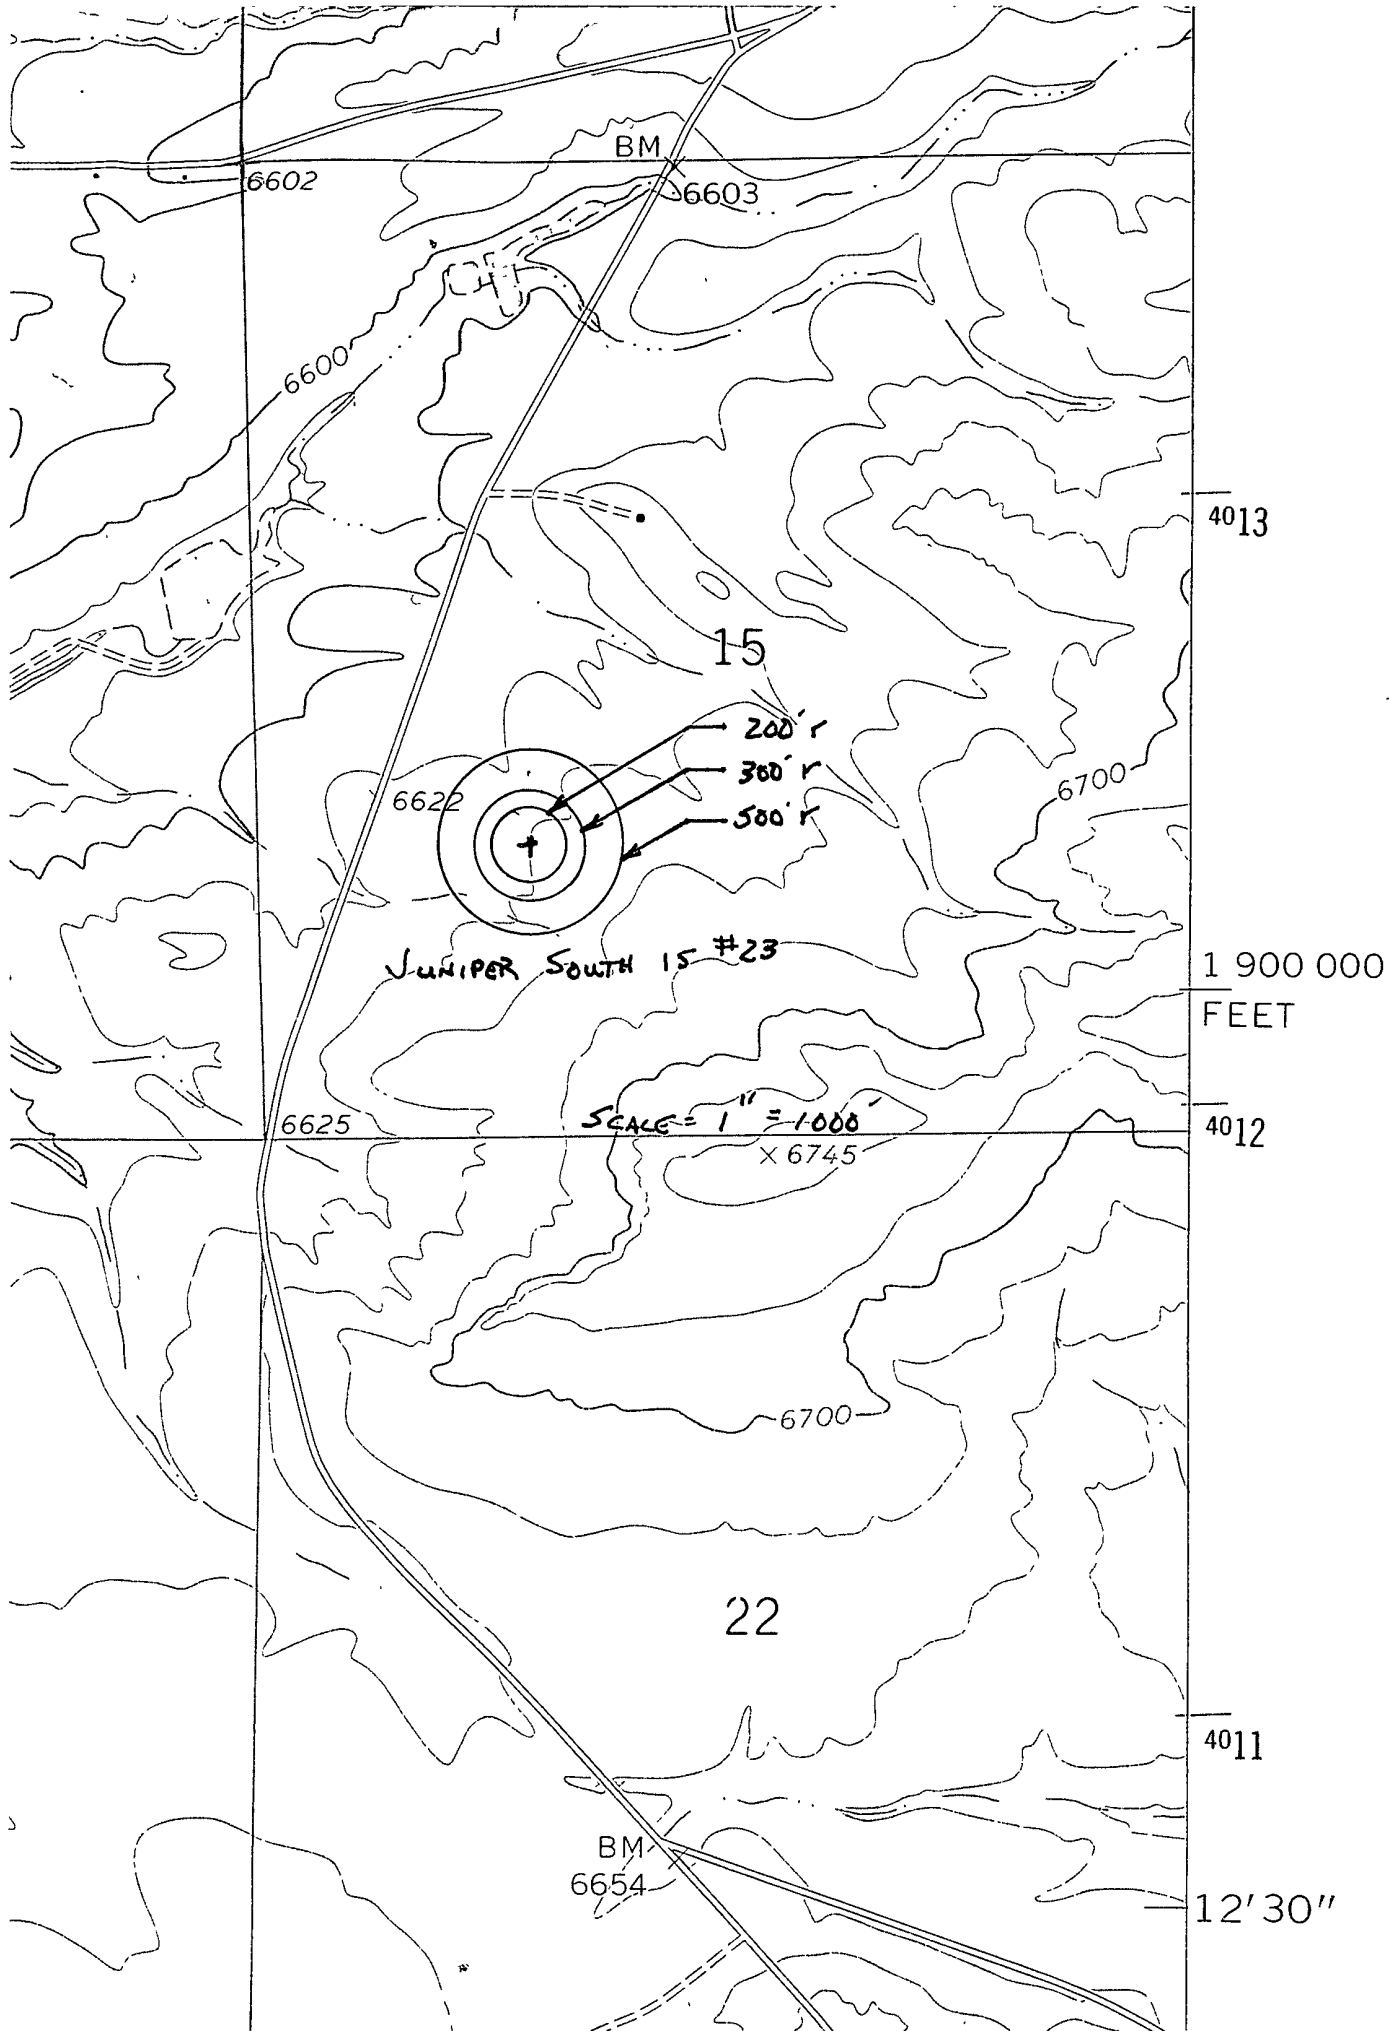 BM
6602
6603
6600
4013
15
200' r
300' r
6700
6622
500' r
JUNIPER SOUTH 15 #23
1 900 000
FEET
SCALE = 1" = 1000'
6625
4012
× 6745
6700
22
4011
BM
6654
12'30"